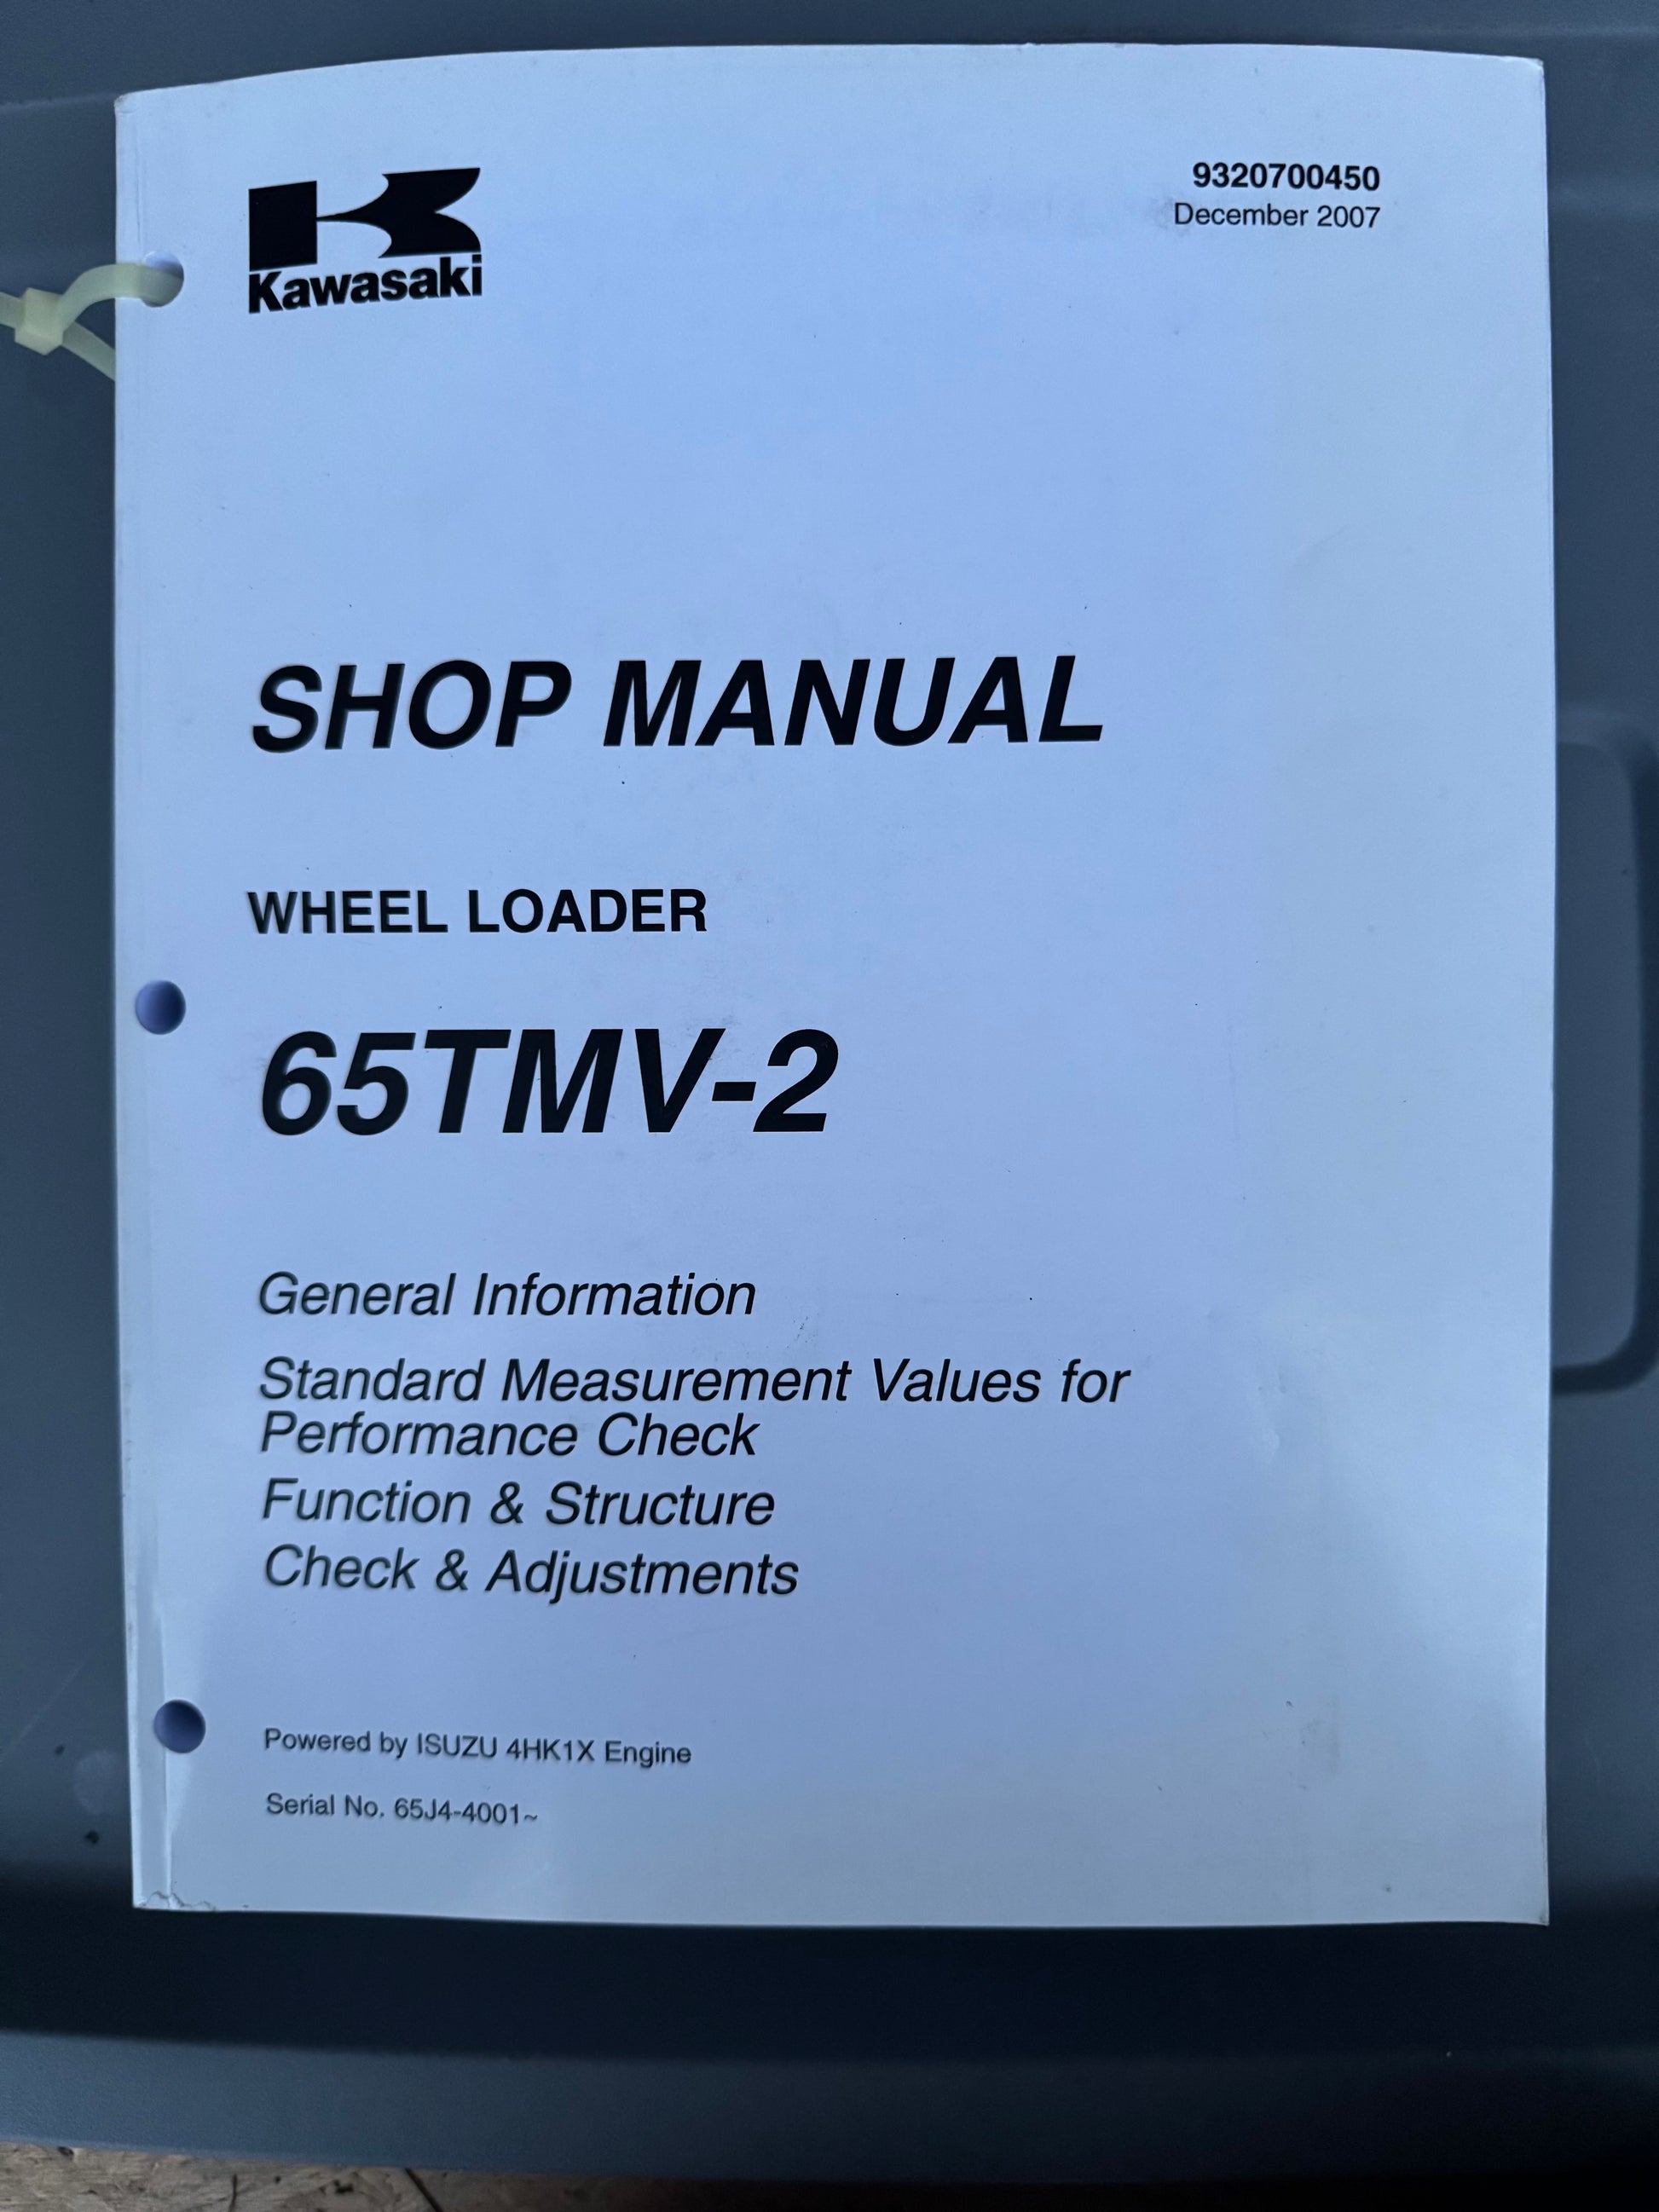 Kawasaki
9320700450
December 2007
SHOP MANUAL
WHEEL LOADER
65TMV-2
General Information
Standard Measurement Values for
Performance Check
Function & Structure
Check & Adjustments
Powered by ISUZU 4HK1X Engine
Serial No. 65J4-4001~